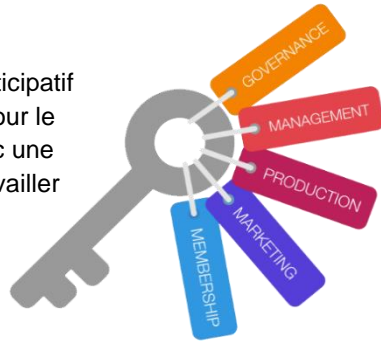 ticipatif
our le
c une
vailler
GOVERNANCE
MANAGEMENT
PRODUCTION
MARKETING
MEMBERSHIP